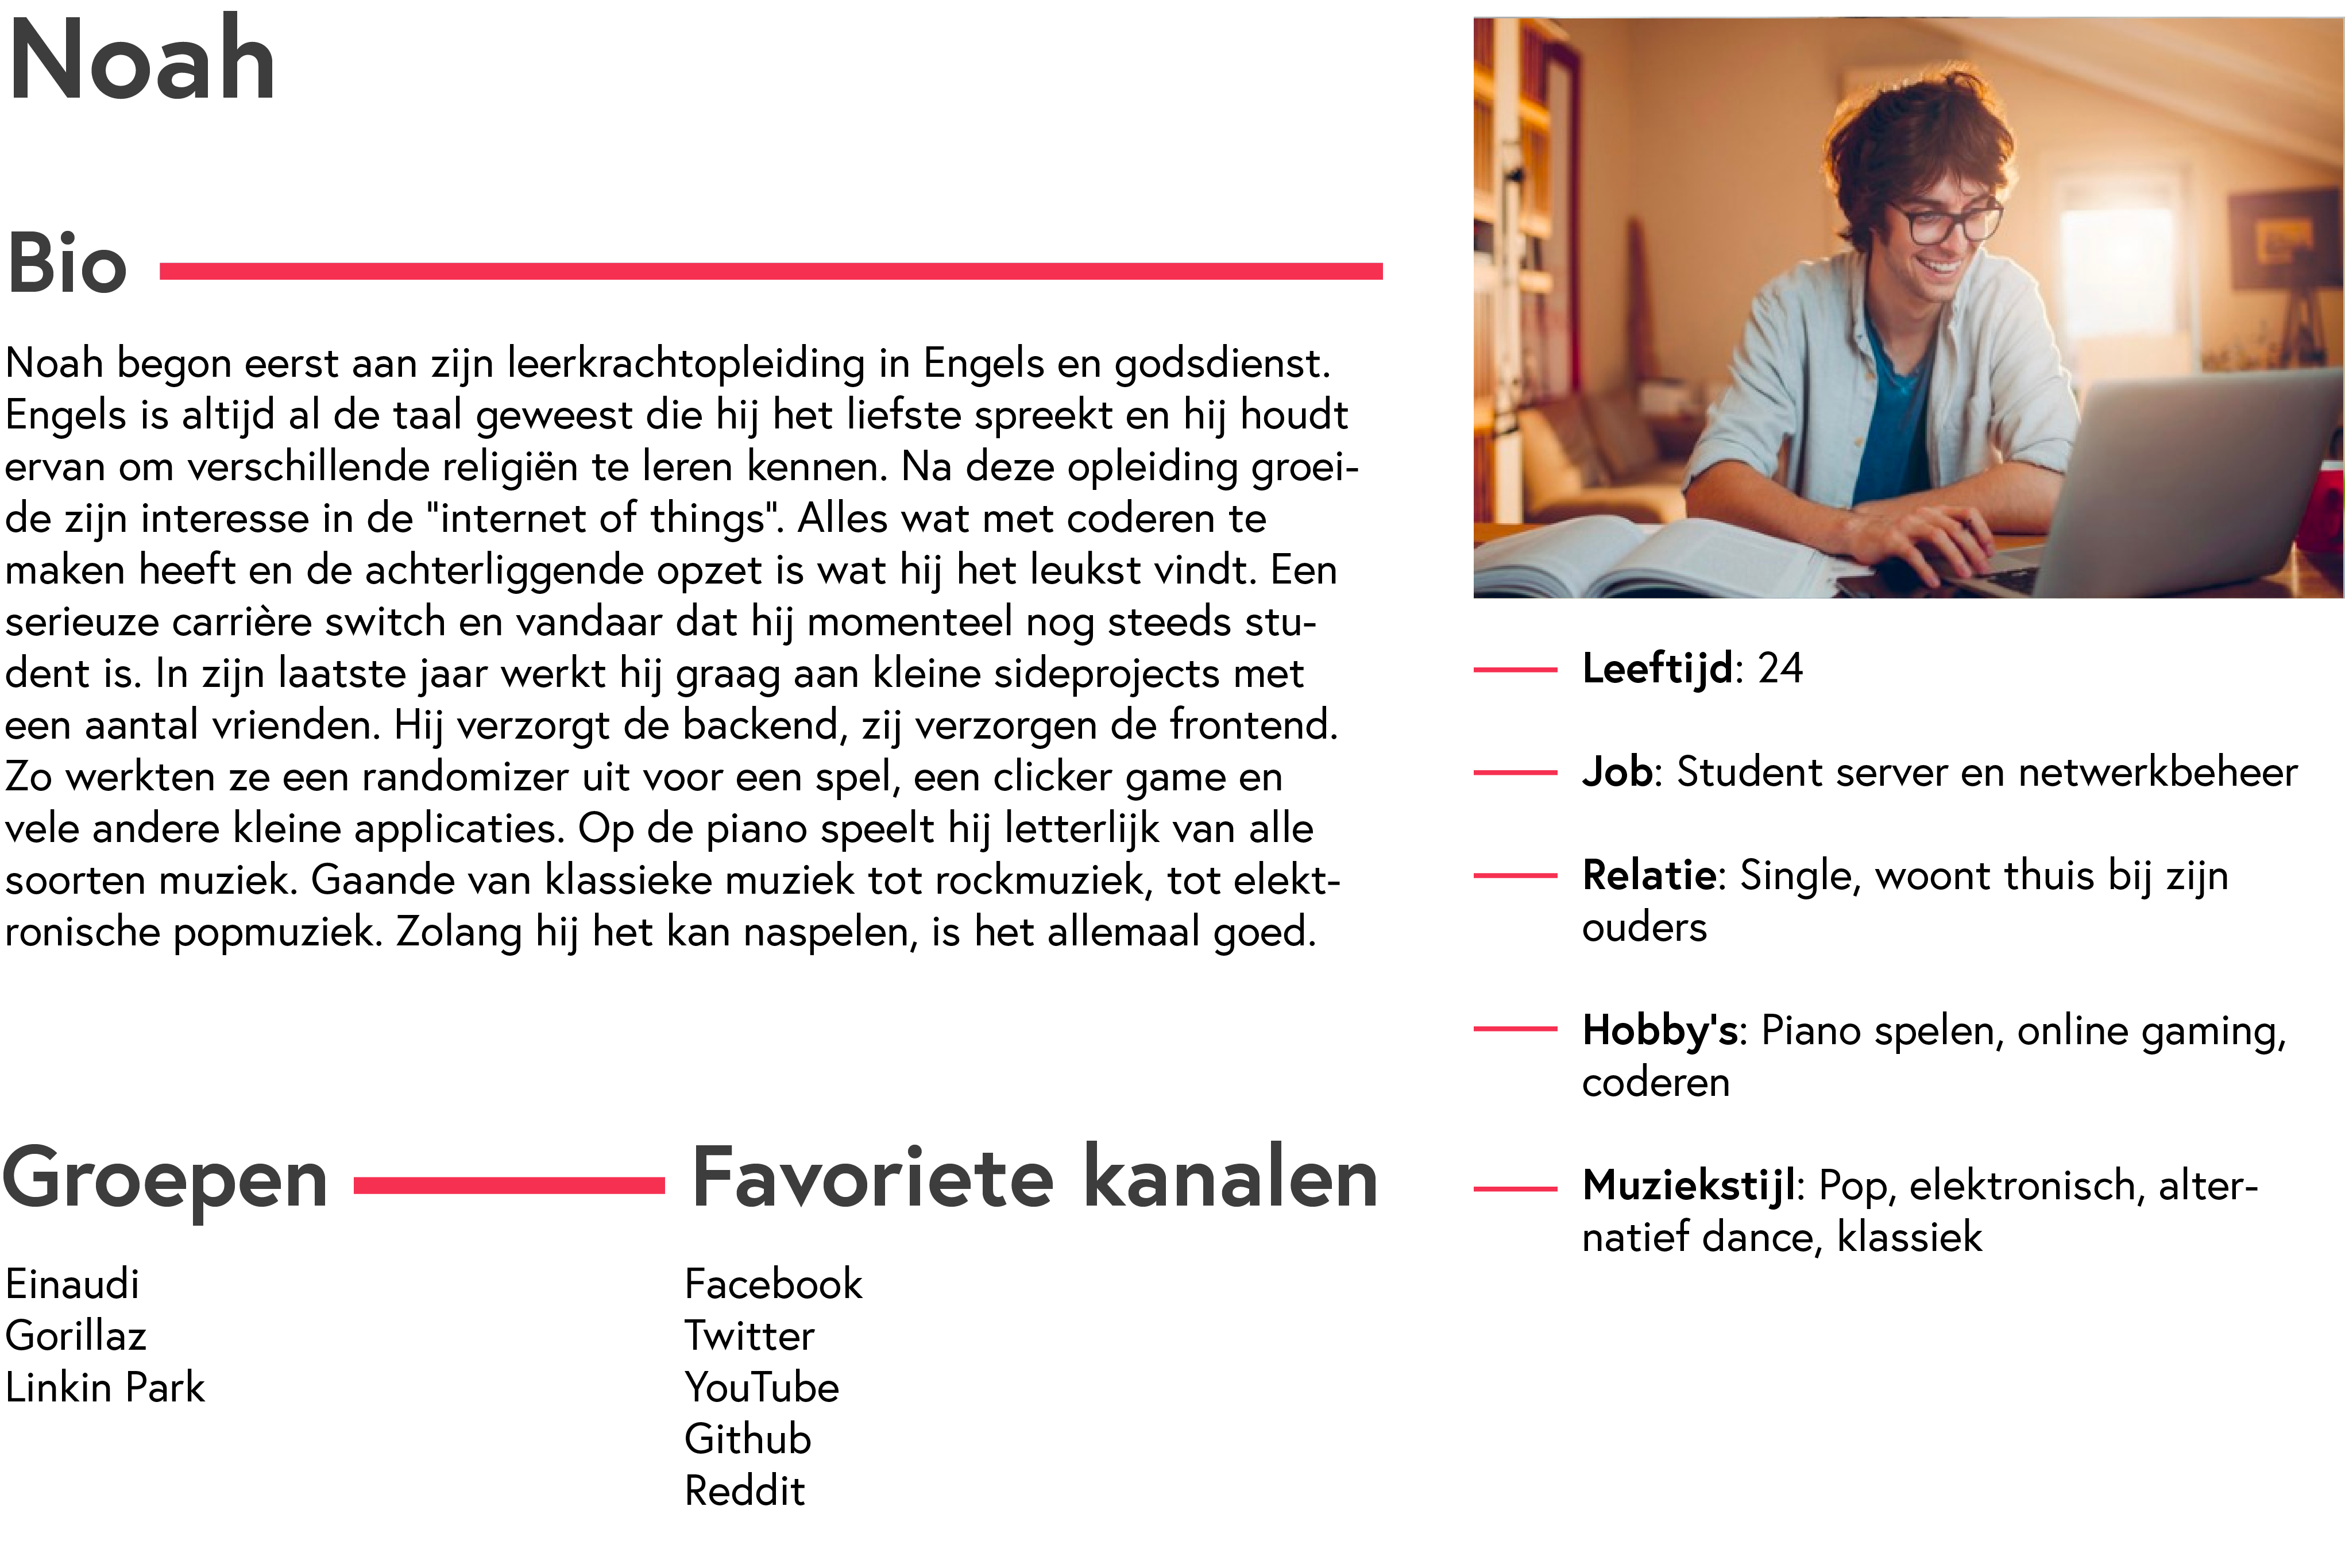 Noah
Bio
Noah begon eerst aan zijn leerkrachtopleiding in Engels en godsdienst.
Engels is altijd al de taal geweest die hij het liefste spreekt en hij houdt
ervan om verschillende religiën te leren kennen. Na deze opleiding groei-
de zijn interesse in de "internet of things". Alles wat met coderen te
maken heeft en de achterliggende opzet is wat hij het leukst vindt. Een
serieuze carrière switch en vandaar dat hij momenteel nog steeds stu-
dent is. In zijn laatste jaar werkt hij graag aan kleine sideprojects met
een aantal vrienden. Hij verzorgt de backend, zij verzorgen de frontend.
Zo werkten ze een randomizer uit voor een spel, een clicker game en
vele andere kleine applicaties. Op de piano speelt hij letterlijk van alle
soorten muziek. Gaande van klassieke muziek tot rockmuziek, tot elekt-
ronische popmuziek. Zolang hij het kan naspelen, is het allemaal goed.
Groepen
Einaudi
Gorillaz
Linkin Park
Favoriete kanalen
Facebook
Twitter
YouTube
Github
Reddit
Leeftijd: 24
Job: Student server en netwerkbeheer
Relatie: Single, woont thuis bij zijn
ouders
Hobby's: Piano spelen, online gaming,
coderen
Muziekstijl: Pop, elektronisch, alter-
natief dance, klassiek